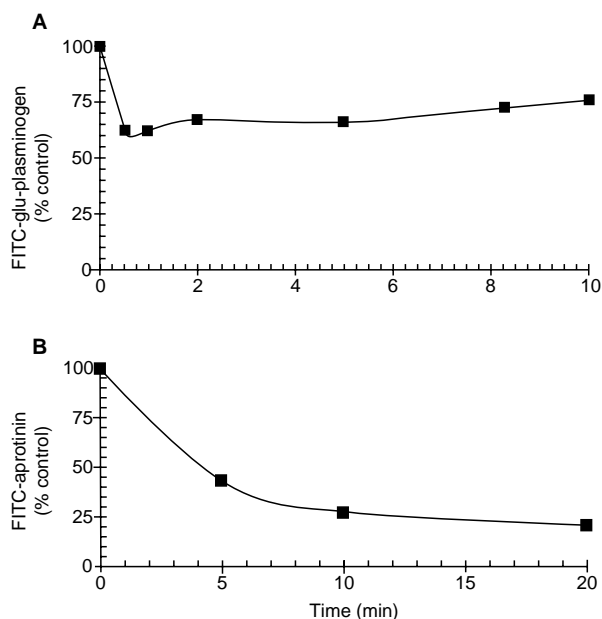 A
FITC-glu-plasminogen
(% control)
100
75
50
25
0
0 2 4 6 8 10
B
FITC-aprotinin
(% control)
100
75
50
25
0
0 5 10 15 20
Time (min)